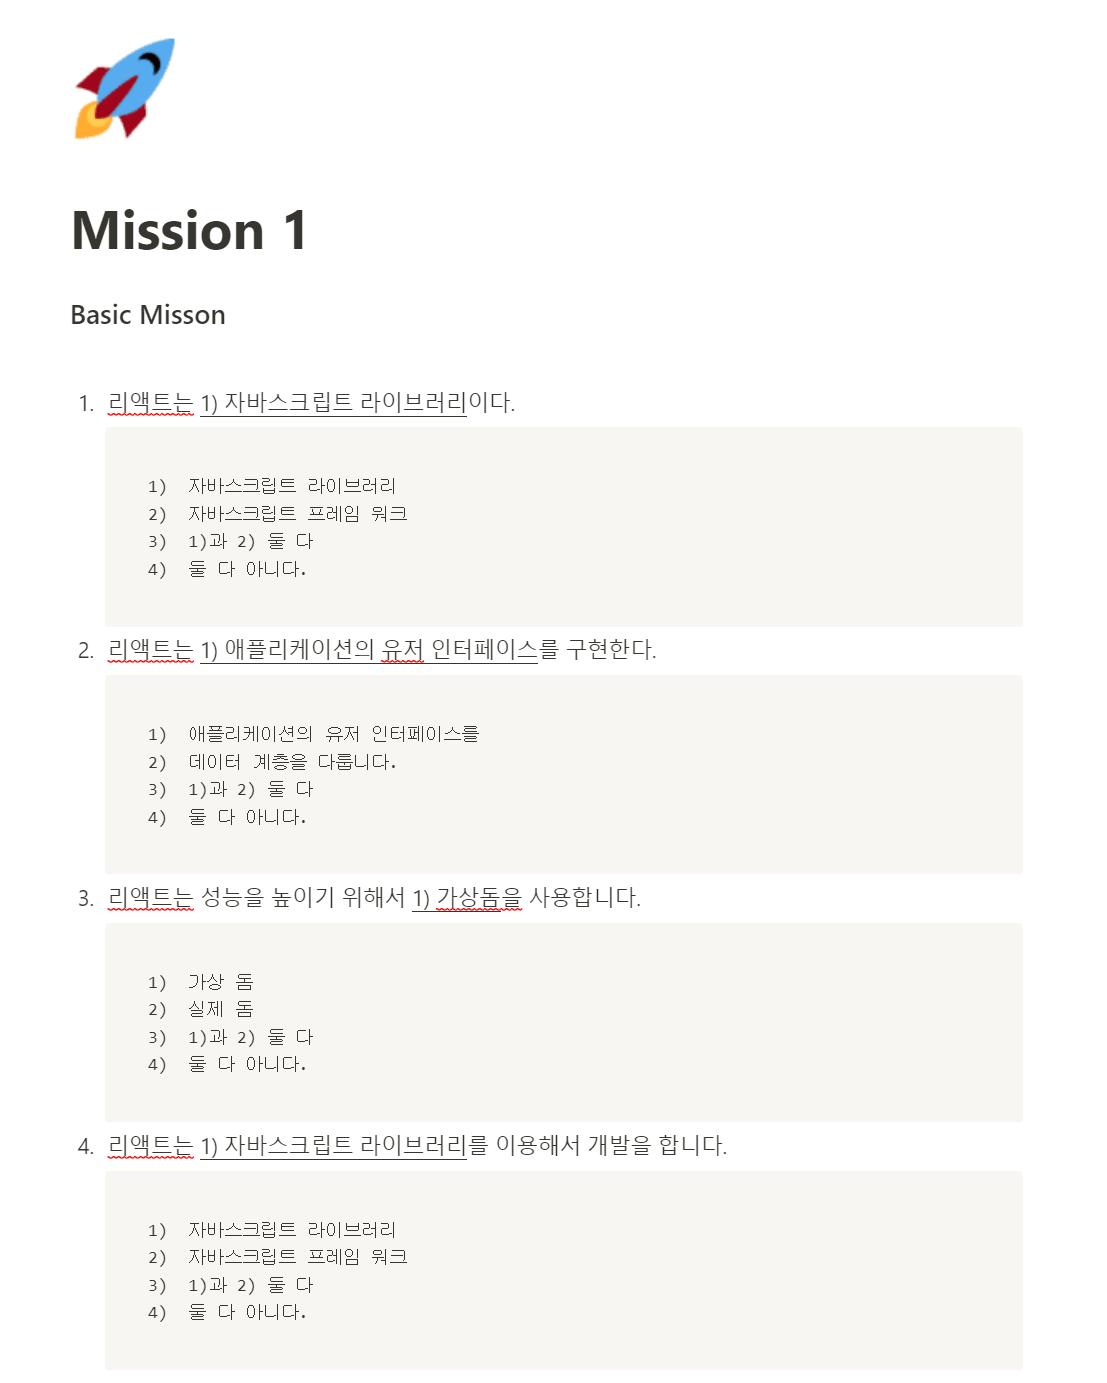 Mission 1
Basic Misson
1. 리액트는 1) 자바스크립트 라이브러리이다.
1) 자바스크립트 라이브러리
2) 자바스크립트 프레임 워크
3) 1)과 2) 둘 다
4) 둘 다 아니다.
2. 리액트는 1) 애플리케이션의 유저 인터페이스를 구현한다.
1) 애플리케이션의 유저 인터페이스를
2) 데이터 계층을 다룹니다.
3) 1)과 2) 둘 다
4) 둘 다 아니다.
3. 리액트는 성능을 높이기 위해서 1) 가상돔을 사용합니다.
1) 가상 돔
2) 실제 돔
3) 1)과 2) 둘 다
4) 둘 다 아니다.
4. 리액트는 1) 자바스크립트 라이브러리를 이용해서 개발을 합니다.
1) 자바스크립트 라이브러리
2) 자바스크립트 프레임 워크
3) 1)과 2) 둘 다
4) 둘 다 아니다.